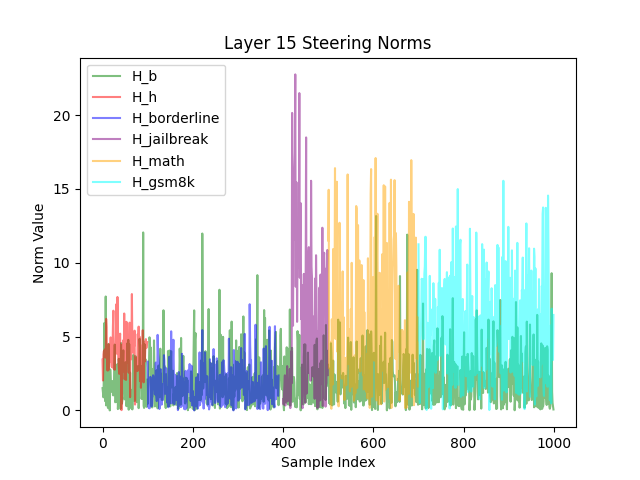 Layer 15 Steering Norms
H_b
H_h
H_borderline
H_jailbreak
H_math
H_gsm8k
Norm Value
20
15
10
5
0
0 200 400 600 800 1000
Sample Index